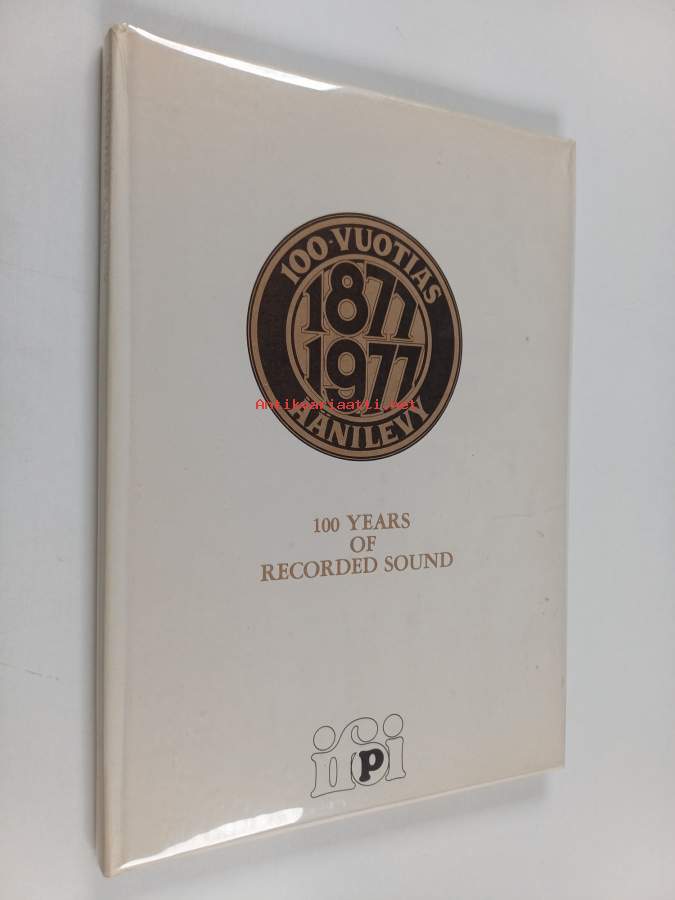 100-VUOTIAS
1877
1977
Antikvariaatti.net
ÄÄNILEVY
100 YEARS
OF
RECORDED SOUND
ifpi